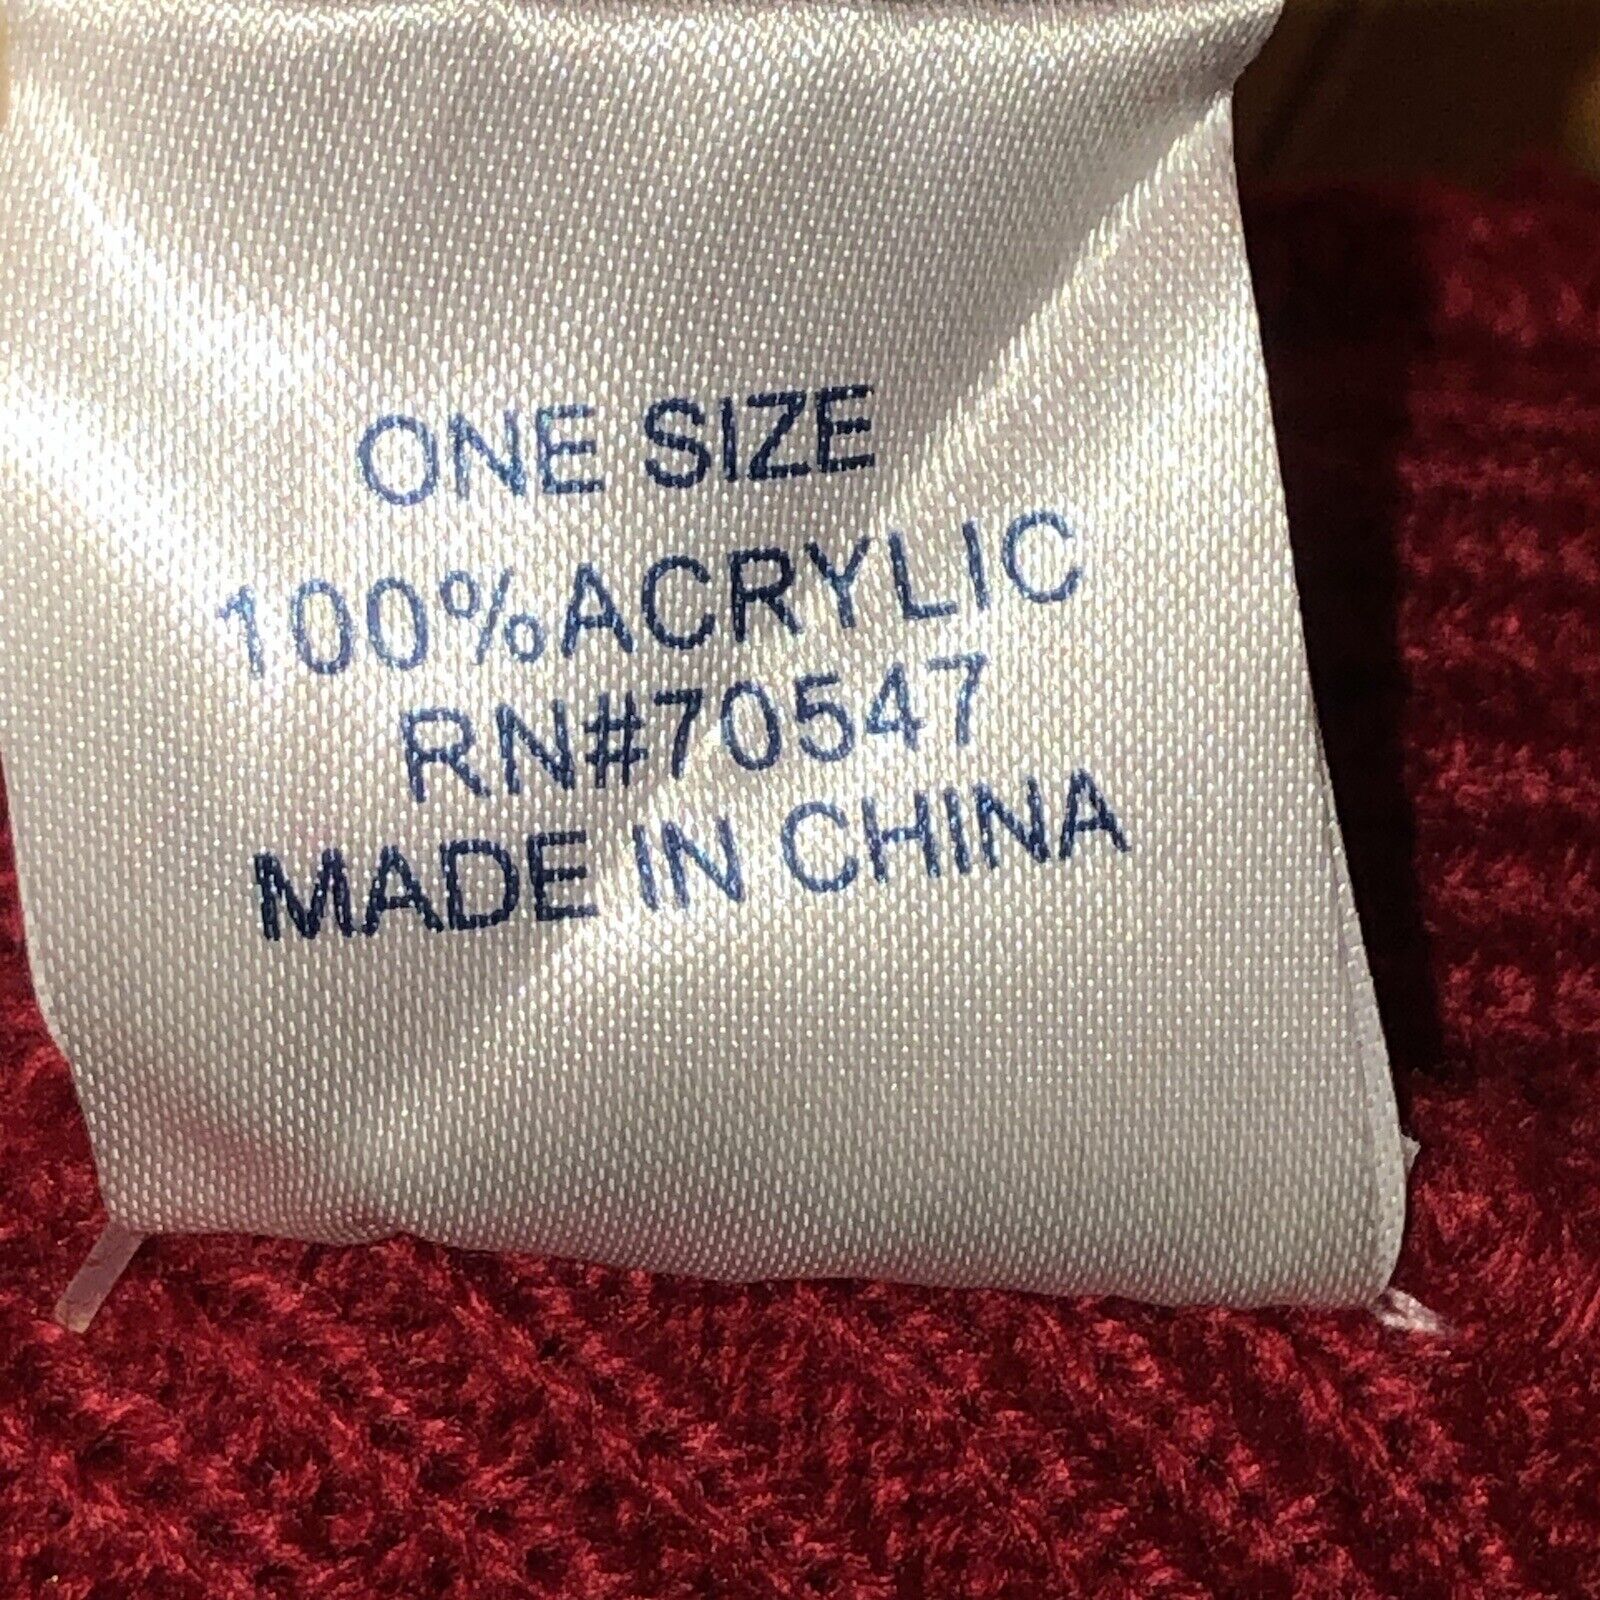 ONE SIZE
100%ACRYLIC
RN#70547
MADE IN CHINA